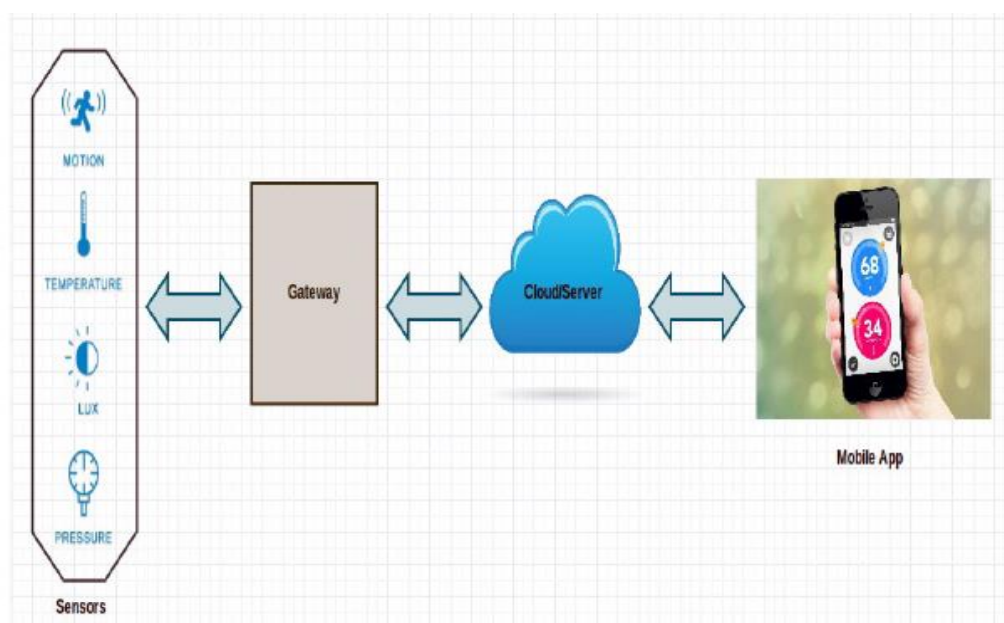 MOTION
TEMPERATURE
LUX
PRESSURE
Sensors
Gateway
Cloud/Server
68
34
Mobile App